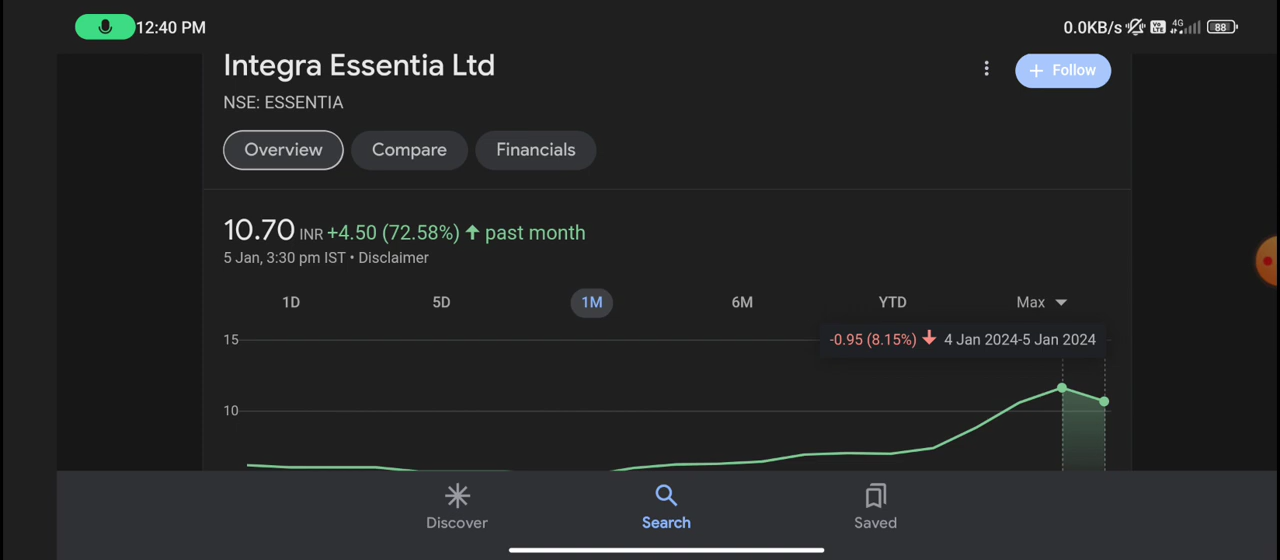 12:40 PM 0.0KB/s Vo LTE 4G 88
Integra Essentia Ltd
+ Follow
NSE: ESSENTIA
Overview Compare Financials
10.70 INR +4.50 (72.58%) ↑ past month
5 Jan, 3:30 pm IST • Disclaimer
1D 5D 1M 6M YTD Max
15
-0.95 (8.15%) ↓ 4 Jan 2024-5 Jan 2024
10
Discover Search Saved